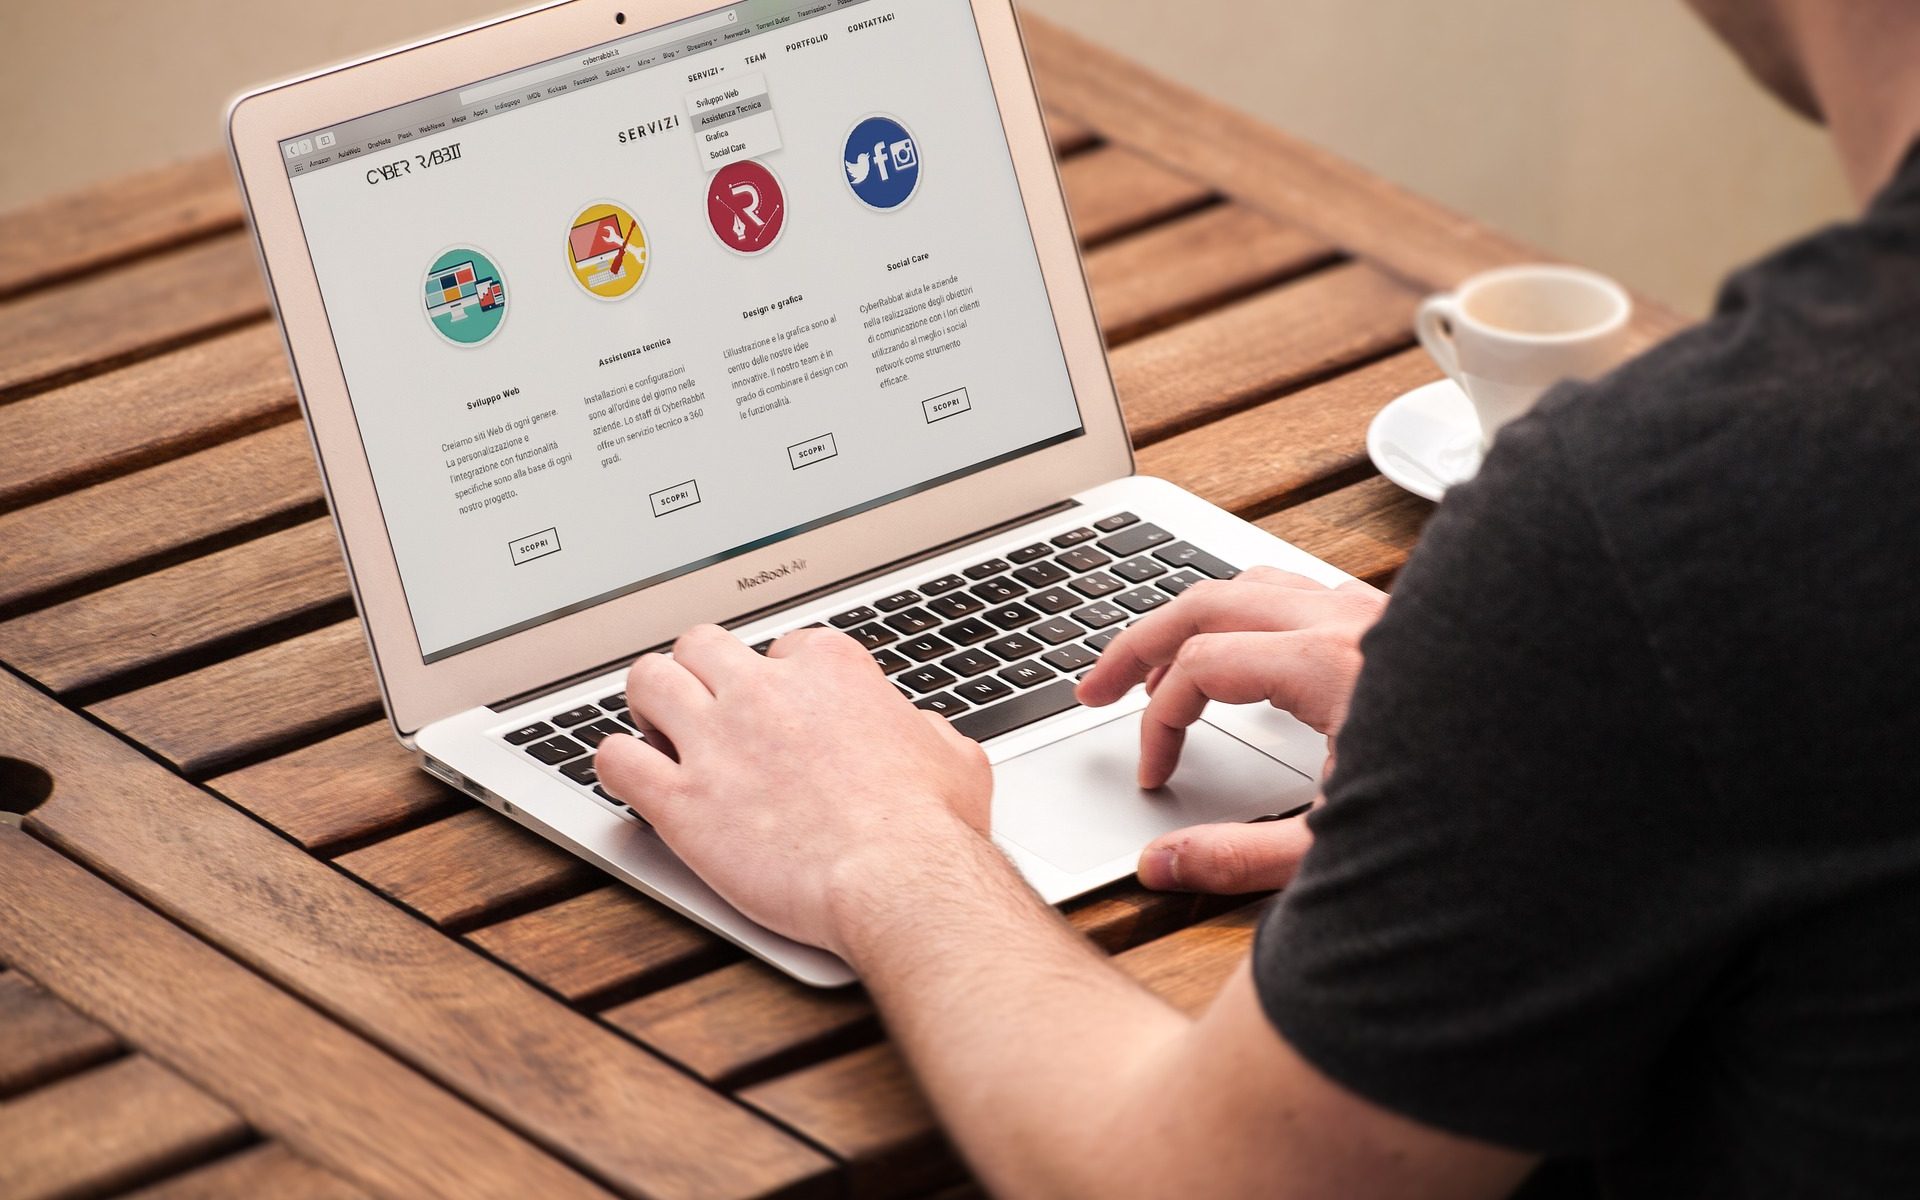 cyberrabbit.it
Amazon AulaWeb OneNote Plesk WebNews Mega Apple Indiegogo IMDb Kickass Facebook Subtitle Mine Blog Streaming Awwwards Torrent Butler Trasmission
CYBER RABBIT
SERVIZI TEAM PORTFOLIO CONTATTACI
Sviluppo Web
Assistenza Tecnica
Grafica
Social Care
SERVIZI
Sviluppo Web
Creiamo siti Web di ogni genere.
La personalizzazione e
l'integrazione con funzionalità
specifiche sono alla base di ogni
nostro progetto.
SCOPRI
Assistenza tecnica
Installazioni e configurazioni
sono all'ordine del giorno nelle
aziende. Lo staff di CyberRabbit
offre un servizio tecnico a 360
gradi.
SCOPRI
R
Design e grafica
L'illustrazione e la grafica sono al
centro delle nostre idee
innovative. Il nostro team è in
grado di combinare il design con
le funzionalità.
SCOPRI
f
Social Care
CyberRabbat aiuta le aziende
nella realizzazione degli obiettivi
di comunicazione con i lori clienti
utilizzando al meglio i social
network come strumento
efficace.
SCOPRI
MacBook Air